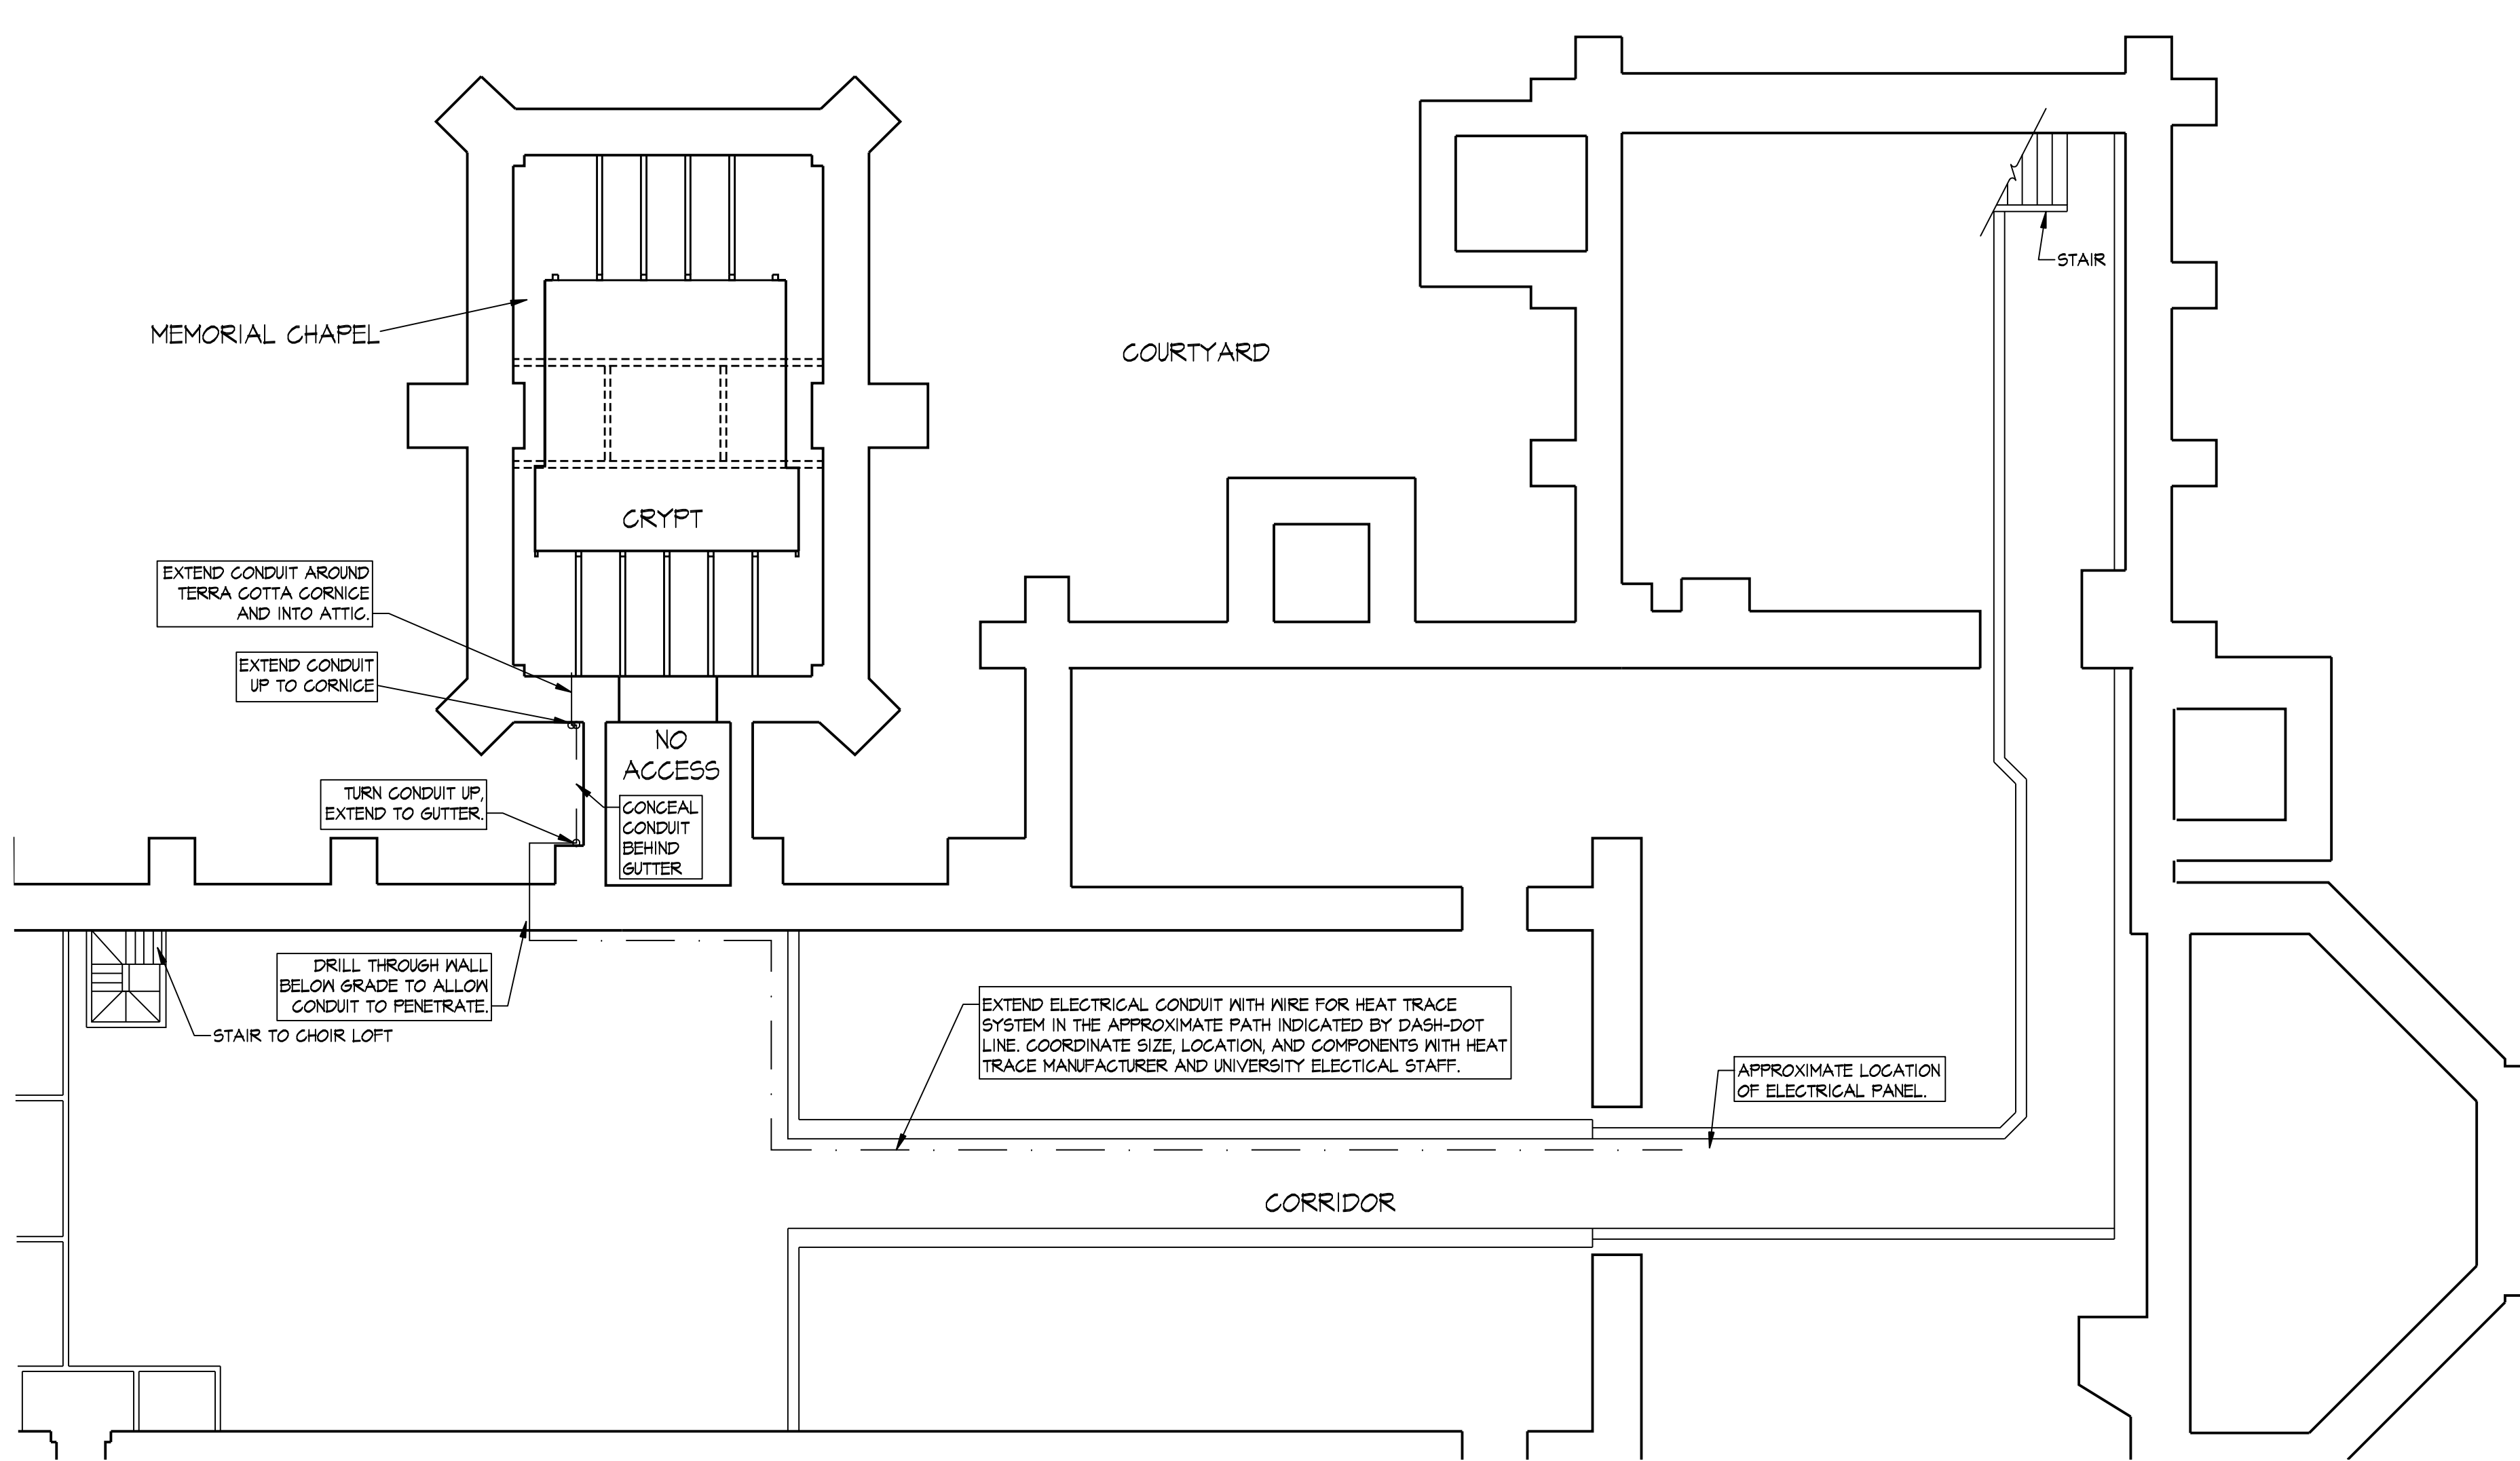 STAIR
MEMORIAL CHAPEL
COURTYARD
CRYPT
EXTEND CONDUIT AROUND
TERRA COTTA CORNICE
AND INTO ATTIC.
EXTEND CONDUIT
UP TO CORNICE
NO
ACCESS
TURN CONDUIT UP,
EXTEND TO GUTTER.
CONCEAL
CONDUIT
BEHIND
GUTTER
DRILL THROUGH WALL
BELOW GRADE TO ALLOW
CONDUIT TO PENETRATE.
STAIR TO CHOIR LOFT
EXTEND ELECTRICAL CONDUIT WITH WIRE FOR HEAT TRACE
SYSTEM IN THE APPROXIMATE PATH INDICATED BY DASH-DOT
LINE. COORDINATE SIZE, LOCATION, AND COMPONENTS WITH HEAT
TRACE MANUFACTURER AND UNIVERSITY ELECTICAL STAFF.
APPROXIMATE LOCATION
OF ELECTRICAL PANEL.
CORRIDOR